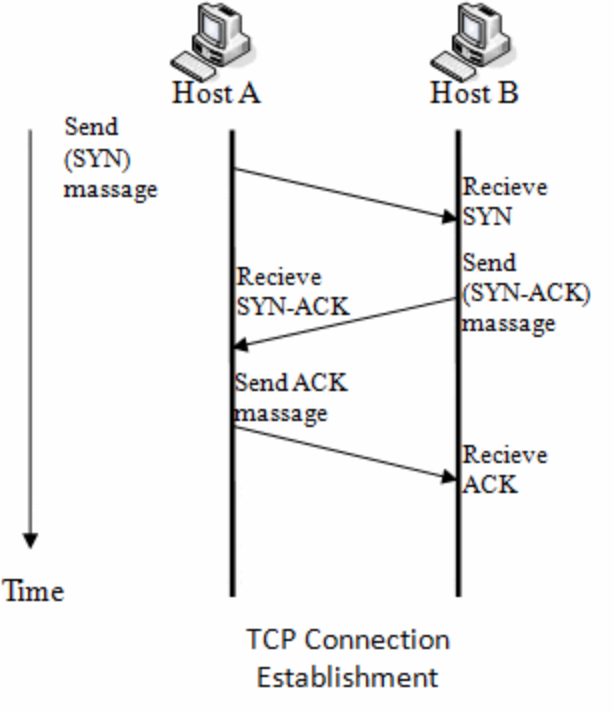 Host A
Host B
Send
(SYN)
massage
Recieve
SYN
Send
(SYN-ACK)
massage
Recieve
SYN-ACK
Send ACK
massage
Recieve
ACK
Time
TCP Connection
Establishment